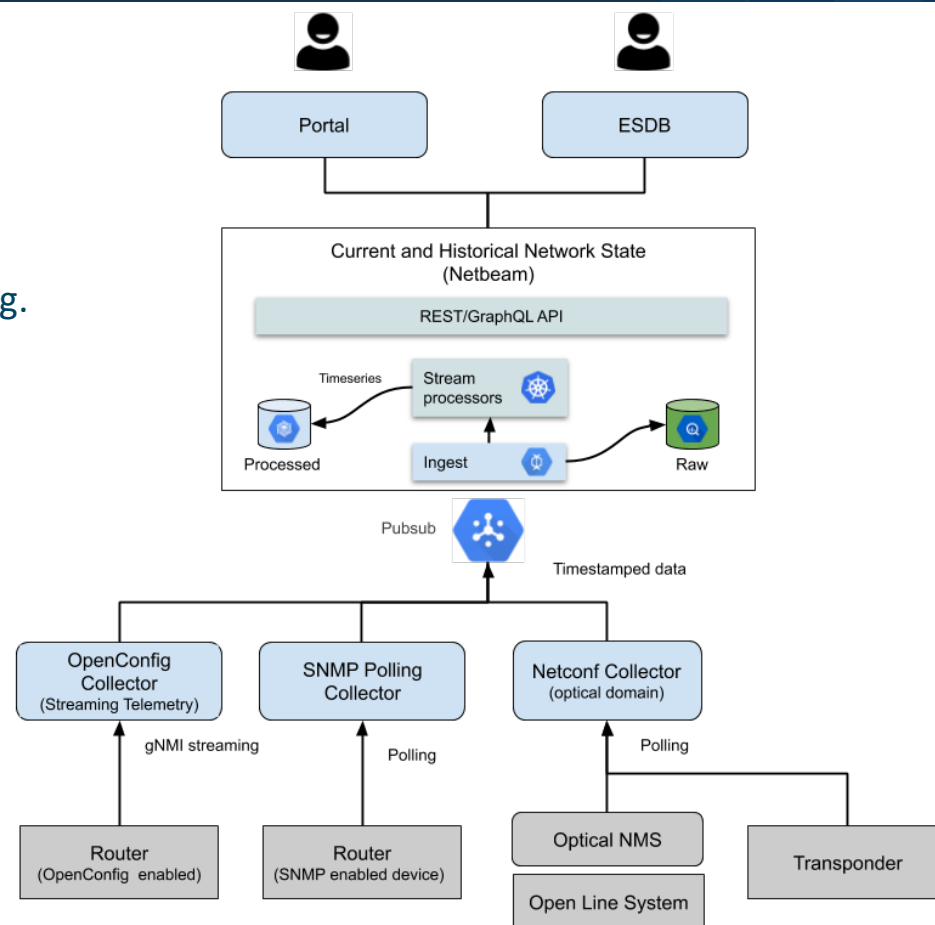 Portal
ESDB
Current and Historical Network State
(Netbeam)
g.
REST/GraphQL API
Timeseries
Stream
processors
Processed
Ingest
Raw
Pubsub
Timestamped data
OpenConfig
Collector
(Streaming Telemetry)
SNMP Polling
Collector
Netconf Collector
(optical domain)
gNMI streaming
Polling
Polling
Router
(OpenConfig enabled)
Router
(SNMP enabled device)
Optical NMS
Open Line System
Transponder